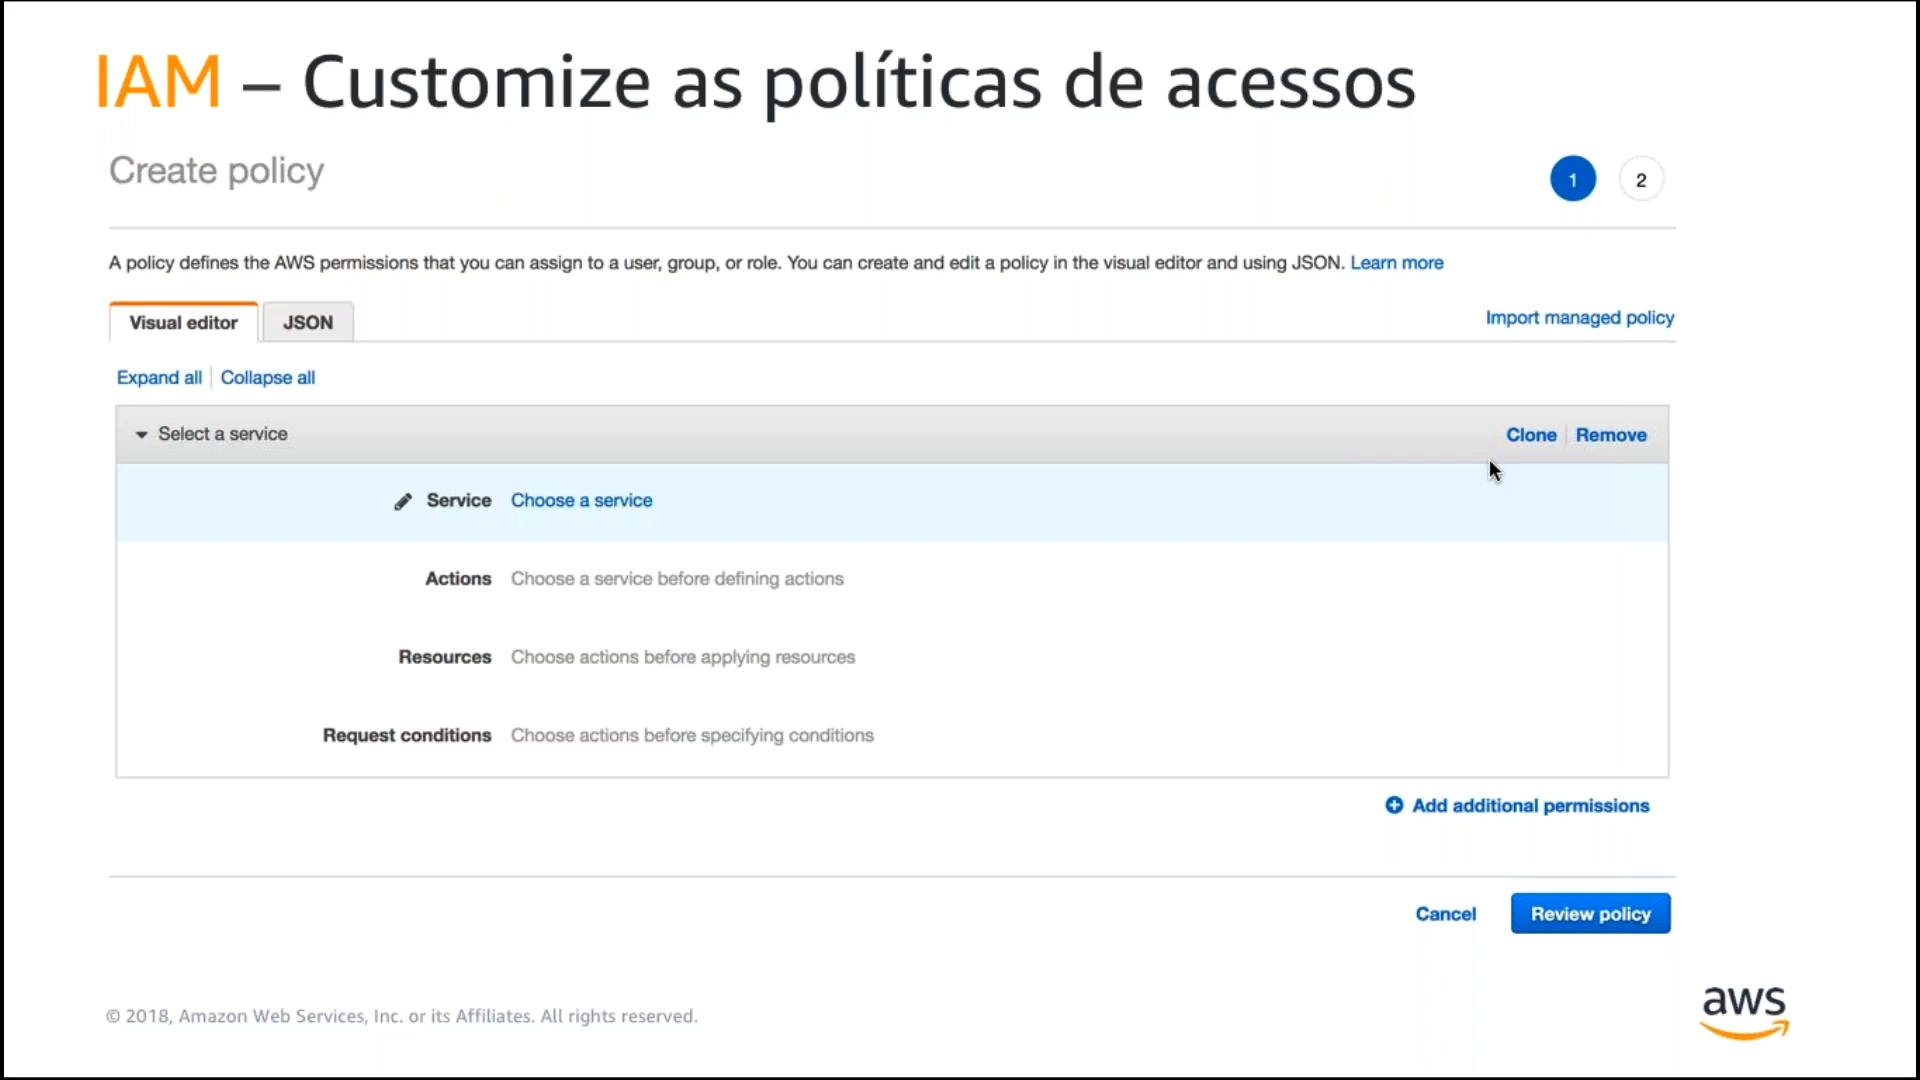 IAM – Customize as políticas de acessos
Create policy
1 2
A policy defines the AWS permissions that you can assign to a user, group, or role. You can create and edit a policy in the visual editor and using JSON. Learn more
Visual editor JSON
Import managed policy
Expand all Collapse all
Select a service Clone Remove
Service Choose a service
Actions Choose a service before defining actions
Resources Choose actions before applying resources
Request conditions Choose actions before specifying conditions
Add additional permissions
Cancel Review policy
© 2018, Amazon Web Services, Inc. or its Affiliates. All rights reserved.
aws